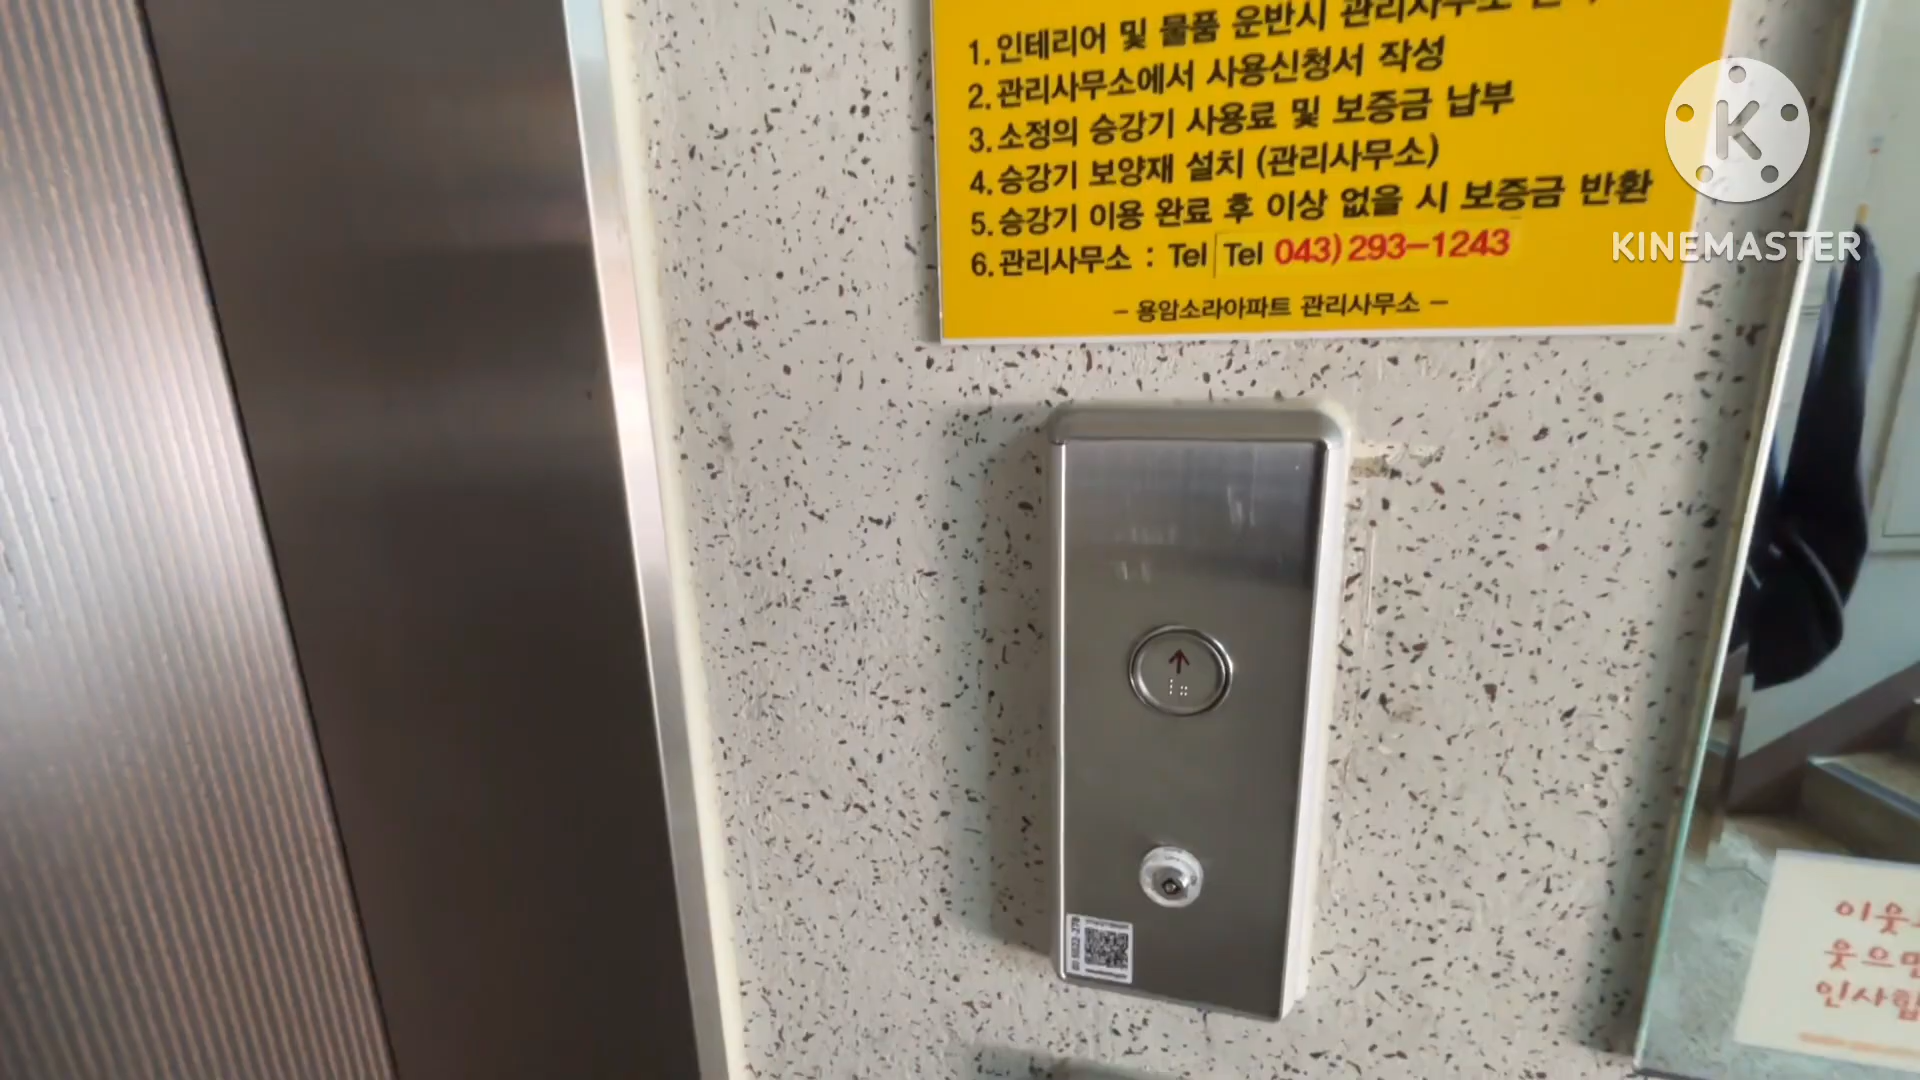 1. 인테리어 및 물품 운반시 관리사무소
2. 관리사무소에서 사용신청서 작성
3. 소정의 승강기 사용료 및 보증금 납부
4. 승강기 보양재 설치 (관리사무소)
5. 승강기 이용 완료 후 이상 없을 시 보증금 반환
6. 관리사무소 : Tel Tel 043) 293-1243
- 용암소라아파트 관리사무소 -
K
KINEMASTER
이웃
웃으면
인사합